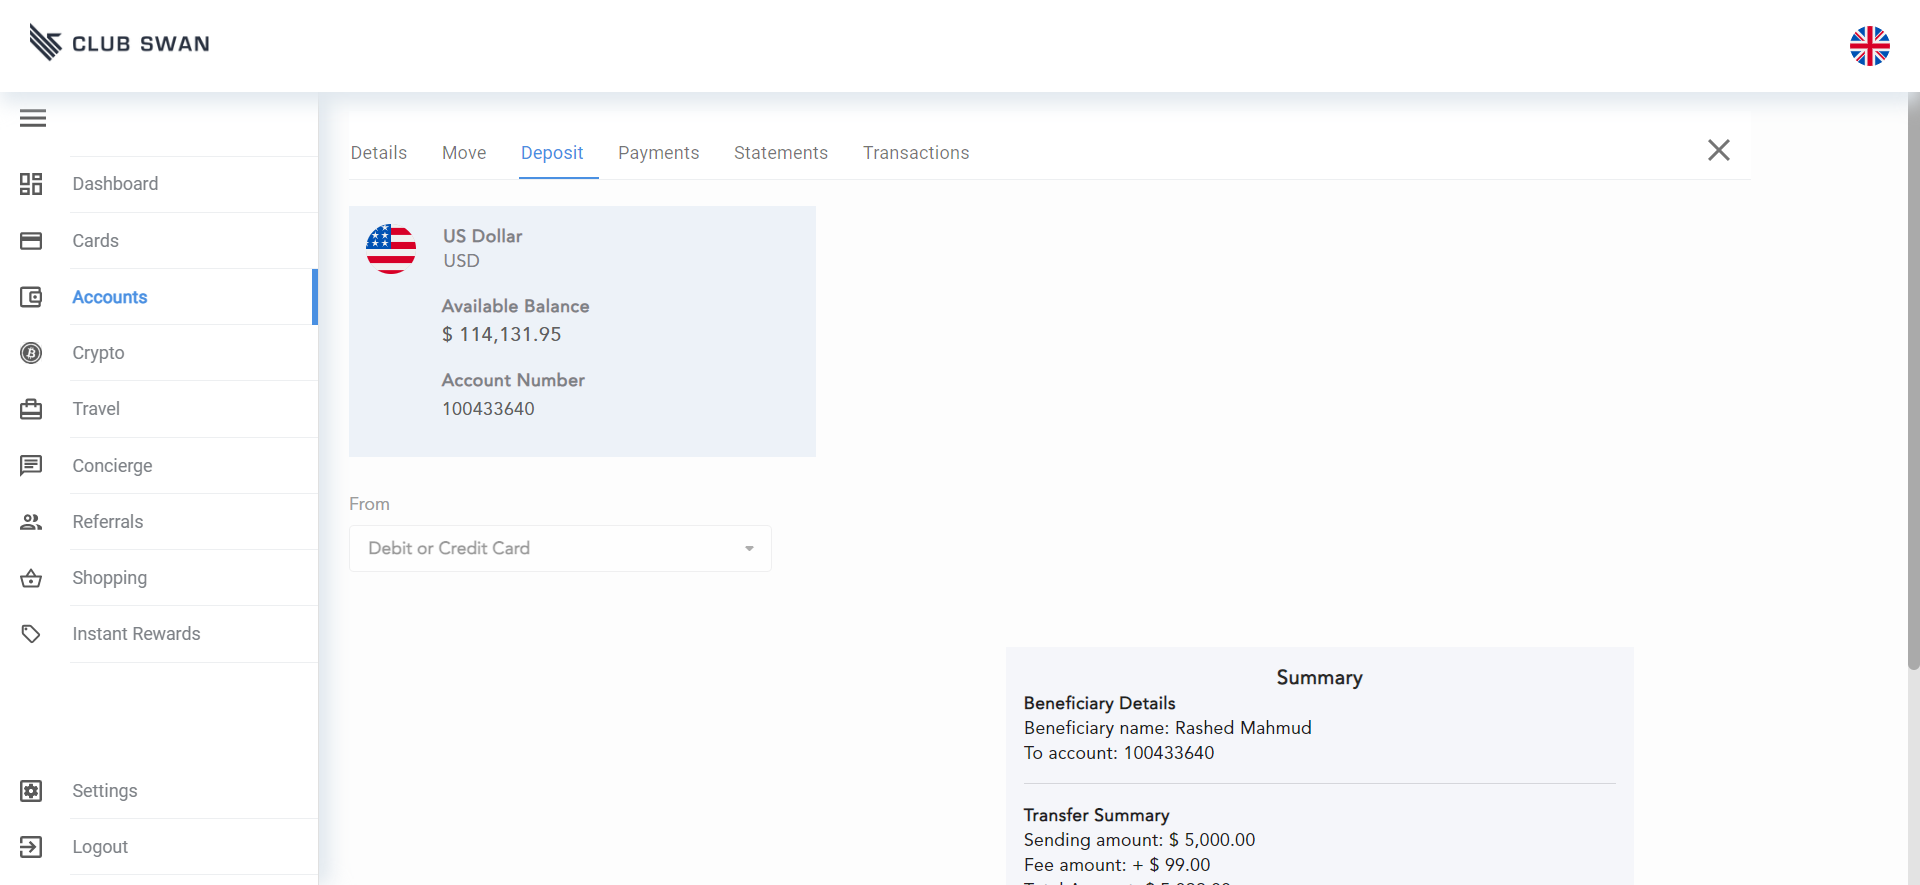 CLUB SWAN
Details Move Deposit Payments Statements Transactions
Dashboard
Cards
Accounts
Crypto
Travel
Concierge
Referrals
Shopping
Instant Rewards
Settings
Logout
US Dollar
USD
Available Balance
$ 114,131.95
Account Number
100433640
From
Debit or Credit Card
Summary
Beneficiary Details
Beneficiary name: Rashed Mahmud
To account: 100433640
Transfer Summary
Sending amount: $ 5,000.00
Fee amount: + $ 99.00